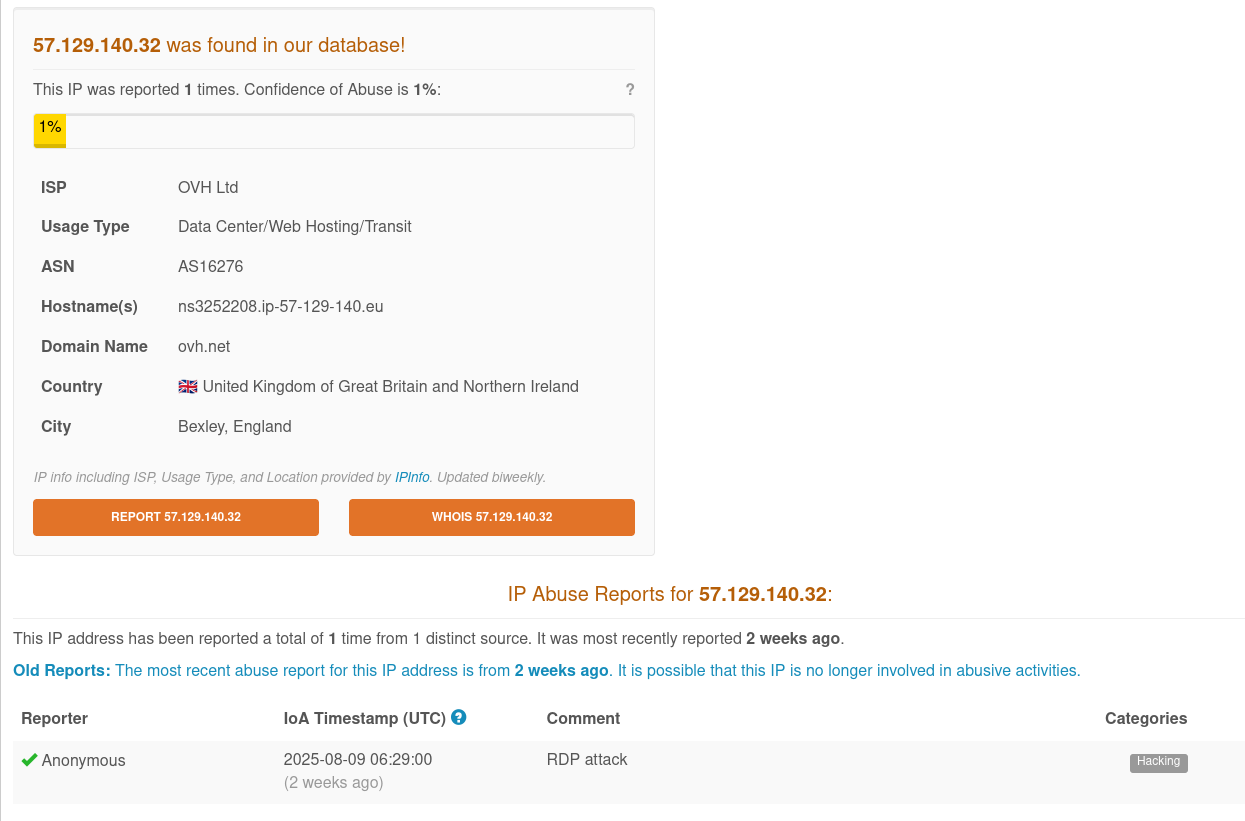 57.129.140.32 was found in our database!
This IP was reported 1 times. Confidence of Abuse is 1%: ?
1%
ISP OVH Ltd
Usage Type Data Center/Web Hosting/Transit
ASN AS16276
Hostname(s) ns3252208.ip-57-129-140.eu
Domain Name ovh.net
Country 🇬🇧 United Kingdom of Great Britain and Northern Ireland
City Bexley, England
IP info including ISP, Usage Type, and Location provided by IPInfo. Updated biweekly.
REPORT 57.129.140.32 WHOIS 57.129.140.32
IP Abuse Reports for 57.129.140.32:
This IP address has been reported a total of 1 time from 1 distinct source. It was most recently reported 2 weeks ago.
Old Reports: The most recent abuse report for this IP address is from 2 weeks ago. It is possible that this IP is no longer involved in abusive activities.
Reporter IoA Timestamp (UTC) ? Comment Categories
Anonymous 2025-08-09 06:29:00 RDP attack Hacking
(2 weeks ago)